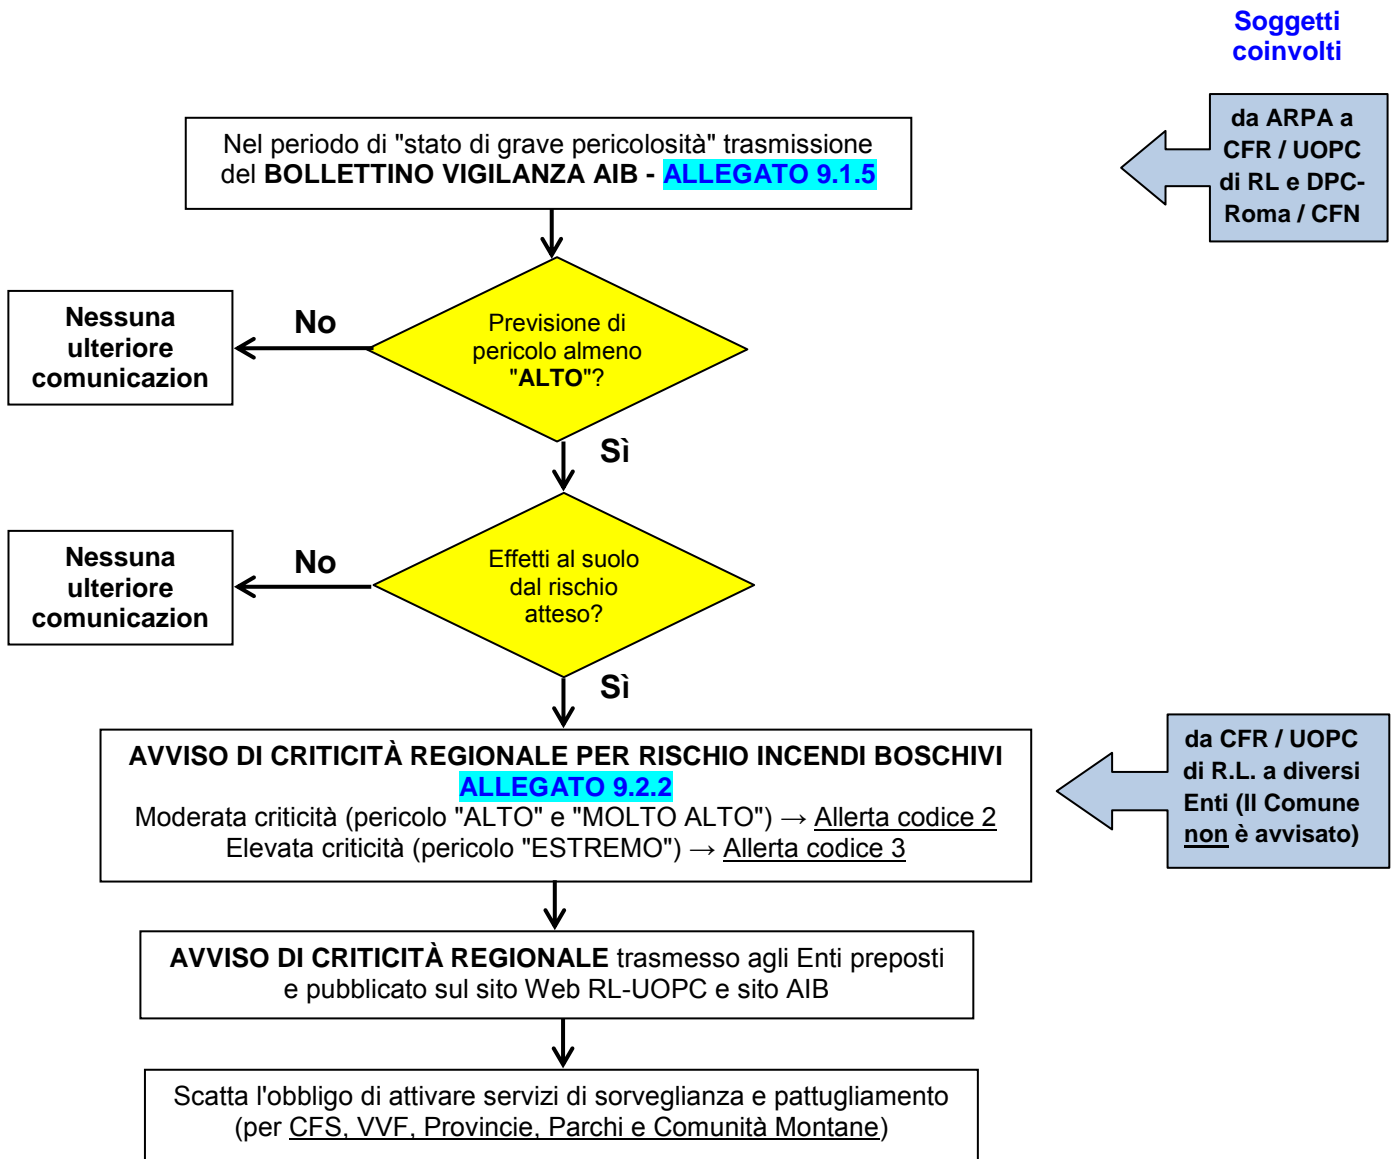 Soggetti
coinvolti
Nel periodo di "stato di grave pericolosità" trasmissione
del BOLLETTINO VIGILANZA AIB - ALLEGATO 9.1.5
da ARPA a
CFR / UOPC
di RL e DPC-
Roma / CFN
Previsione di
pericolo almeno
"ALTO"?
No
Nessuna
ulteriore
comunicazion
Sì
Effetti al suolo
dal rischio
atteso?
No
Nessuna
ulteriore
comunicazion
Sì
AVVISO DI CRITICITÀ REGIONALE PER RISCHIO INCENDI BOSCHIVI
ALLEGATO 9.2.2
Moderata criticità (pericolo "ALTO" e "MOLTO ALTO") → Allerta codice 2
Elevata criticità (pericolo "ESTREMO") → Allerta codice 3
da CFR / UOPC
di R.L. a diversi
Enti (Il Comune
non è avvisato)
AVVISO DI CRITICITÀ REGIONALE trasmesso agli Enti preposti
e pubblicato sul sito Web RL-UOPC e sito AIB
Scatta l'obbligo di attivare servizi di sorveglianza e pattugliamento
(per CFS, VVF, Provincie, Parchi e Comunità Montane)